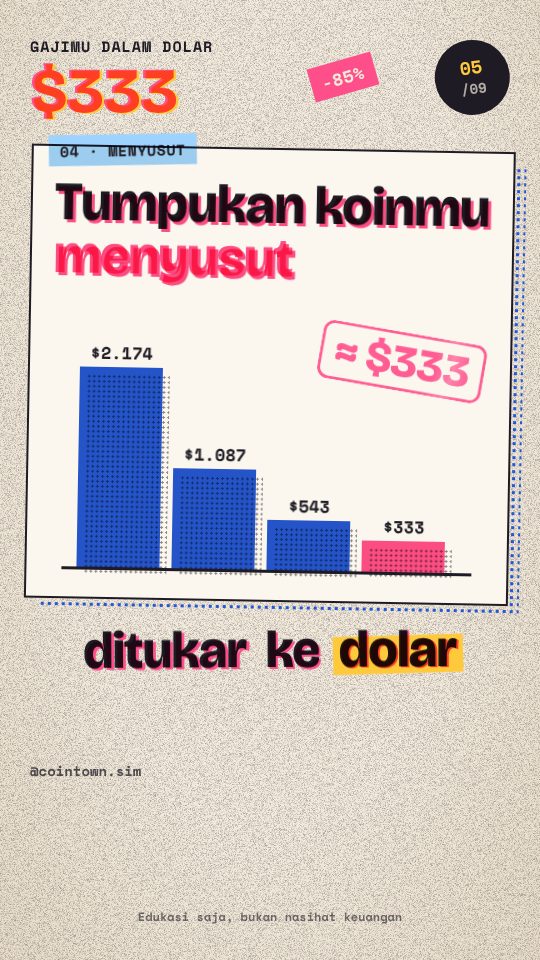 GAJIMU DALAM DOLAR
$333
-85%
05
/09
04 · MENYUSUT
Tumpukan koinmu
menyusut
≈ $333
$2.174
$1.087
$543
$333
ditukar ke dolar
@cointown.sim
Edukasi saja, bukan nasihat keuangan